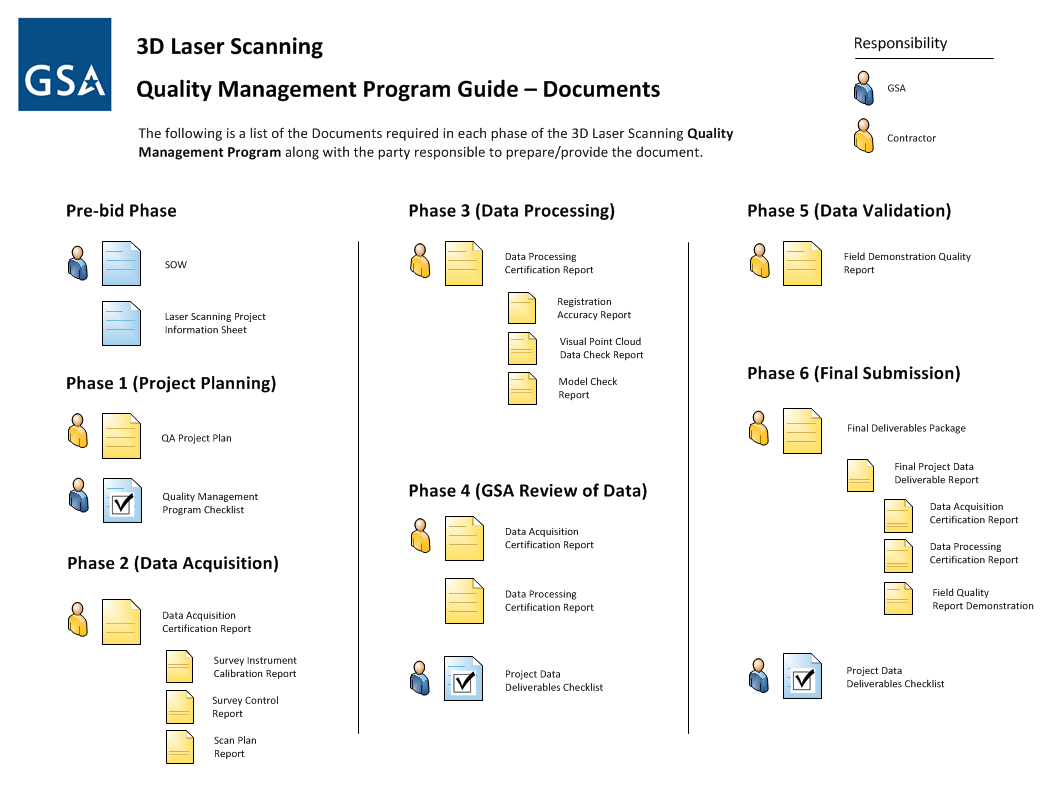 GSA
3D Laser Scanning
Quality Management Program Guide – Documents
The following is a list of the Documents required in each phase of the 3D Laser Scanning Quality
Management Program along with the party responsible to prepare/provide the document.
Responsibility
GSA
Contractor
Pre-bid Phase
SOW
Laser Scanning Project
Information Sheet
Phase 1 (Project Planning)
QA Project Plan
Quality Management
Program Checklist
Phase 2 (Data Acquisition)
Data Acquisition
Certification Report
Survey Instrument
Calibration Report
Survey Control
Report
Scan Plan
Report
Phase 3 (Data Processing)
Data Processing
Certification Report
Registration
Accuracy Report
Visual Point Cloud
Data Check Report
Model Check
Report
Phase 4 (GSA Review of Data)
Data Acquisition
Certification Report
Data Processing
Certification Report
Project Data
Deliverables Checklist
Phase 5 (Data Validation)
Field Demonstration Quality
Report
Phase 6 (Final Submission)
Final Deliverables Package
Final Project Data
Deliverable Report
Data Acquisition
Certification Report
Data Processing
Certification Report
Field Quality
Report Demonstration
Project Data
Deliverables Checklist